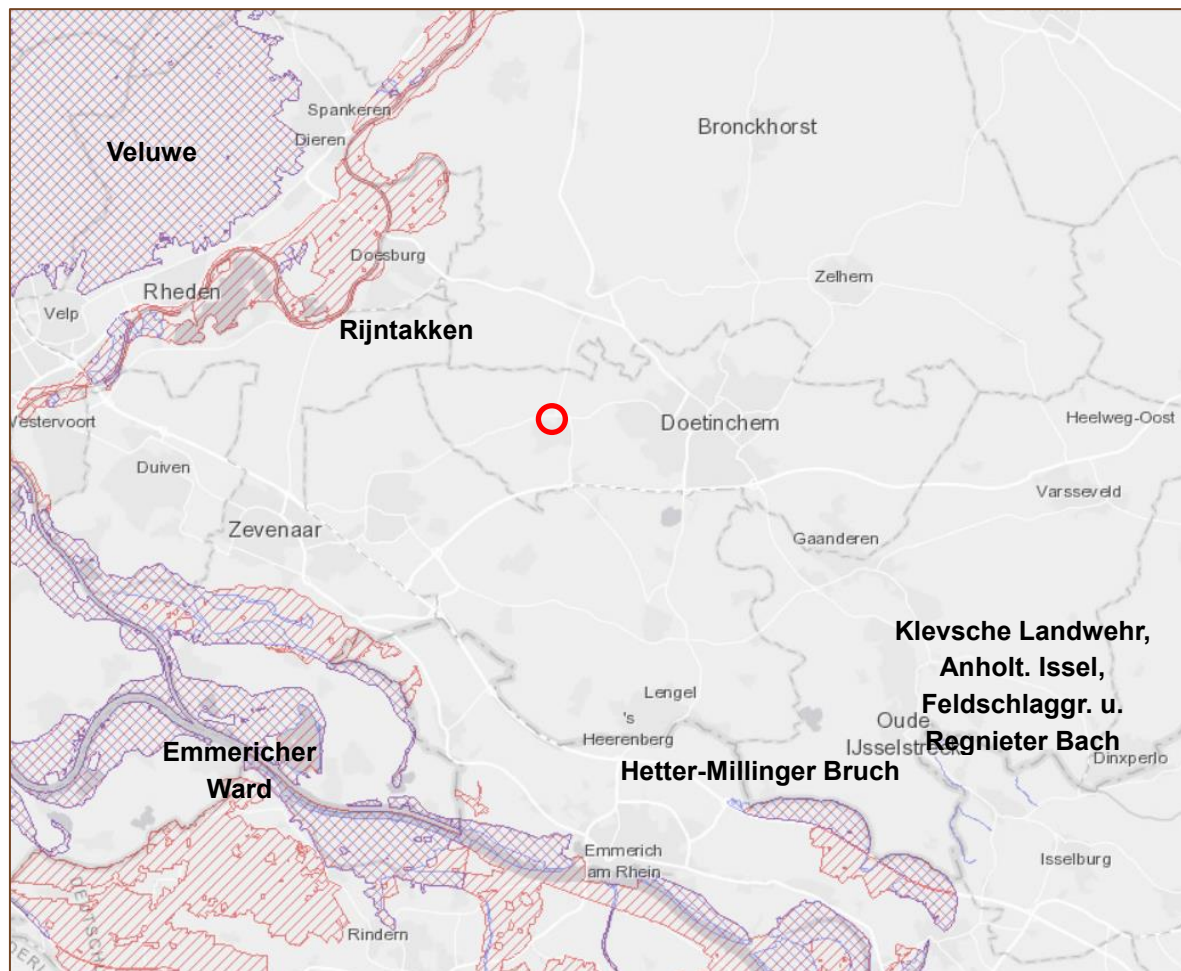 Spankeren
Bronckhorst
Dieren
Veluwe
Doesburg
Zelhem
Rheden
Velp
Rijntakken
Westervoort
Doetinchem
Heelweg-Oost
Duiven
Varsseveld
Zevenaar
Gaanderen
Klevsche Landwehr,
Anholt. Issel,
Feldschlaggr. u.
Regnieter Bach
Lengel
's
Heerenberg
Oude
IJsselstreek
Dinxperlo
Emmericher
Ward
Hetter-Millinger Bruch
Emmerich
am Rhein
Isselburg
Rindern
DEUTSCH